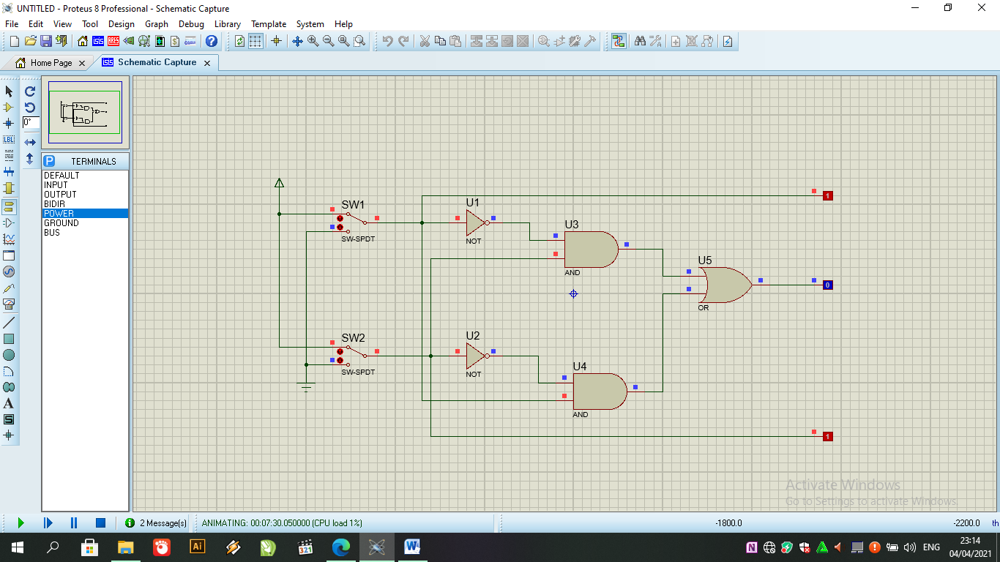 UNTITLED - Proteus 8 Professional - Schematic Capture
File Edit View Tool Design Graph Debug Library Template System Help
Home Page
Schematic Capture
LBL
0°
P TERMINALS
DEFAULT
INPUT
OUTPUT
BIDIR
POWER
GROUND
BUS
A
S
SW1
SW-SPDT
U1
NOT
U3
AND
1
U5
OR
0
SW2
SW-SPDT
U2
NOT
U4
AND
1
Activate Windows
Go to Settings to activate Windows.
2 Message(s)
ANIMATING: 00:07:30.050000 (CPU load 1%)
-1800.0
-2200.0
th
Ai
321
W
N
ENG
23:14
04/04/2021